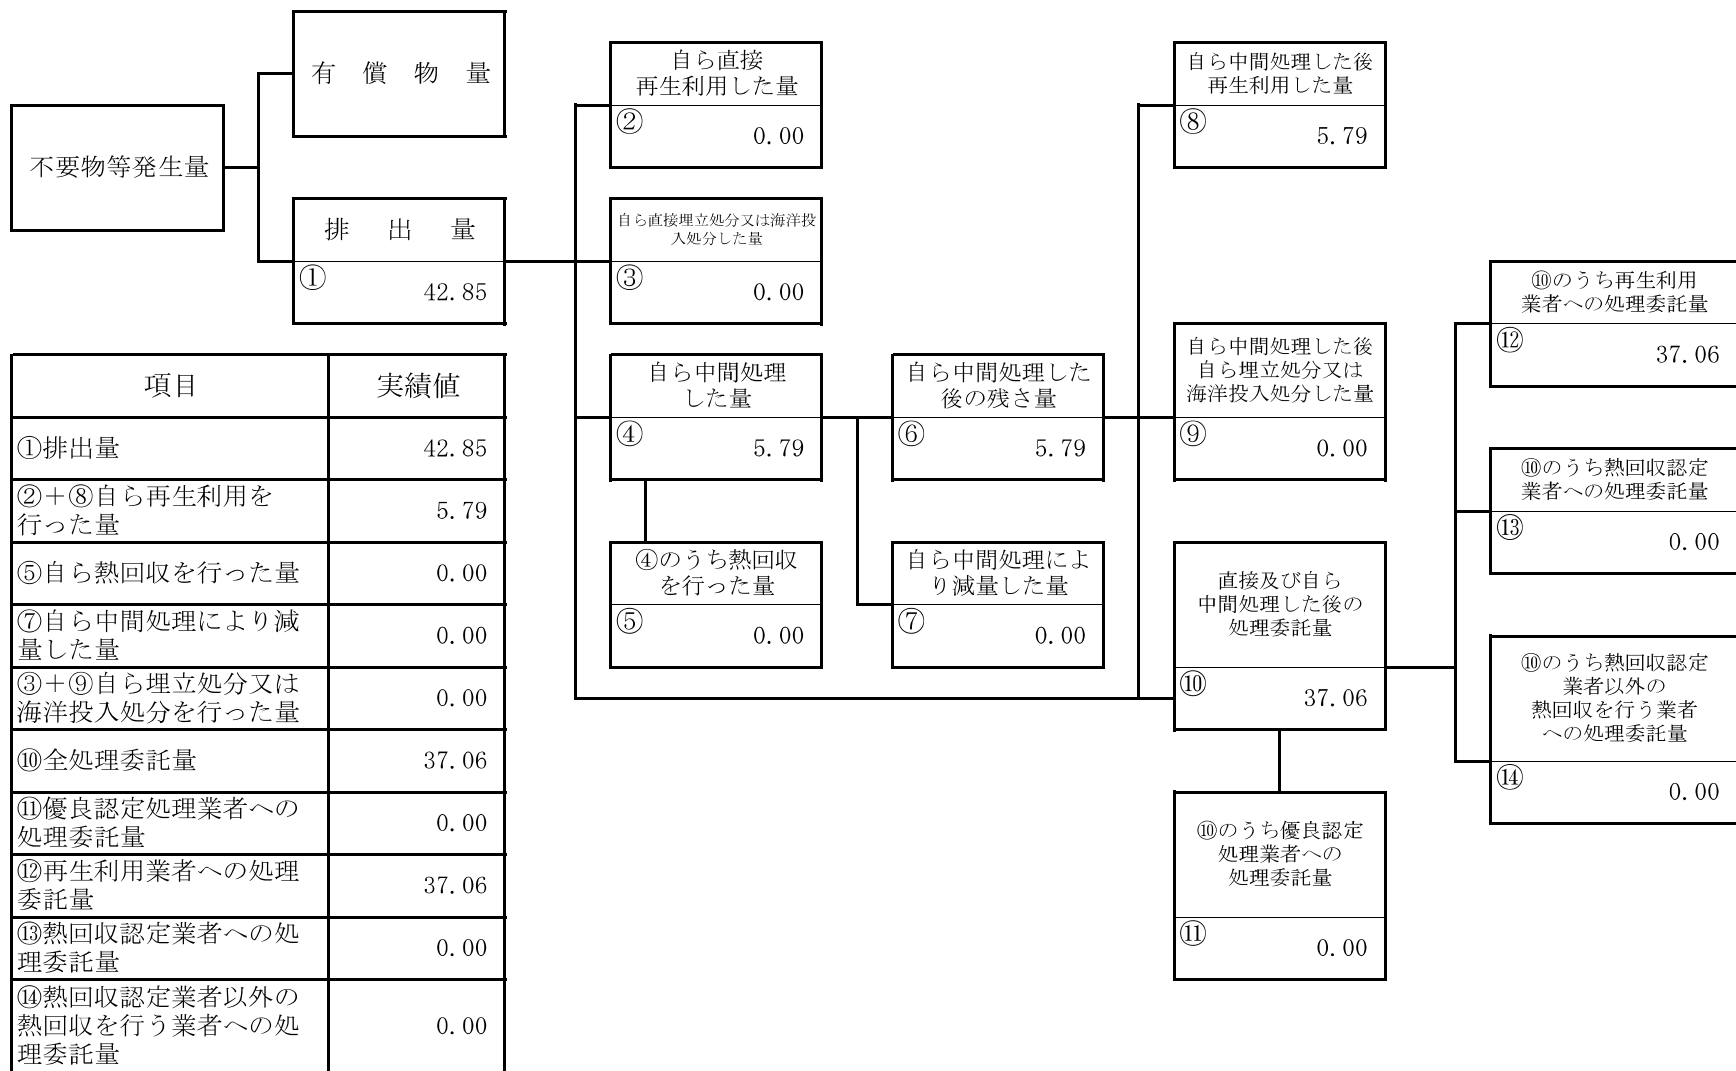 不要物等発生量
有償物量
排出量
①
42.85
自ら直接
再生利用した量
②
0.00
自ら直接埋立処分又は海洋投
入処分した量
③
0.00
自ら中間処理
した量
④
5.79
④のうち熱回収
を行った量
⑤
0.00
自ら中間処理した
後の残さ量
⑥
5.79
自ら中間処理によ
り減量した量
⑦
0.00
自ら中間処理した後
再生利用した量
⑧
5.79
自ら中間処理した後
自ら埋立処分又は
海洋投入処分した量
⑨
0.00
直接及び自ら
中間処理した後の
処理委託量
⑩
37.06
⑩のうち優良認定
処理業者への
処理委託量
⑪
0.00
⑩のうち再生利用
業者への処理委託量
⑫
37.06
⑩のうち熱回収認定
業者への処理委託量
⑬
0.00
⑩のうち熱回収認定
業者以外の
熱回収を行う業者
への処理委託量
⑭
0.00
項目 実績値
①排出量 42.85
②+⑧自ら再生利用を
行った量 5.79
⑤自ら熱回収を行った量 0.00
⑦自ら中間処理により減
量した量 0.00
③+⑨自ら埋立処分又は
海洋投入処分を行った量 0.00
⑩全処理委託量 37.06
⑪優良認定処理業者への
処理委託量 0.00
⑫再生利用業者への処理
委託量 37.06
⑬熱回収認定業者への処
理委託量 0.00
⑭熱回収認定業者以外の
熱回収を行う業者への処 0.00
理委託量